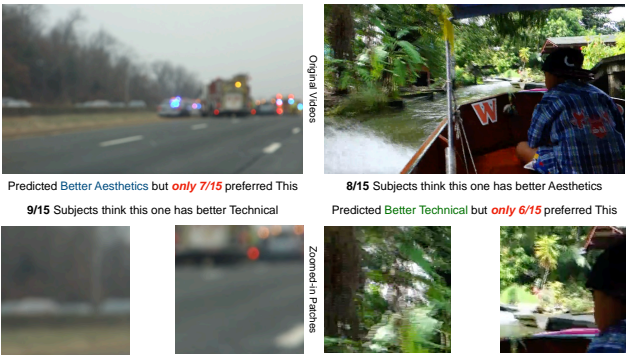 Original Videos
W
Predicted Better Aesthetics but only 7/15 preferred This
8/15 Subjects think this one has better Aesthetics
9/15 Subjects think this one has better Technical
Predicted Better Technical but only 6/15 preferred This
Zoomed-in Patches